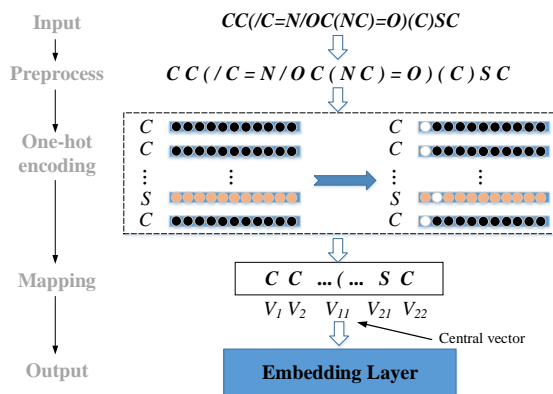 Input CC(/C=N/OC(NC)=O)(C)SC
Preprocess C C ( / C = N / O C ( N C ) = O ) ( C ) S C
One-hot encoding
C C
C C
⋮ ⋮ ⋮
S S
C C
Mapping C C ...( ... S C
V1 V2 V11 V21 V22
Central vector
Output Embedding Layer